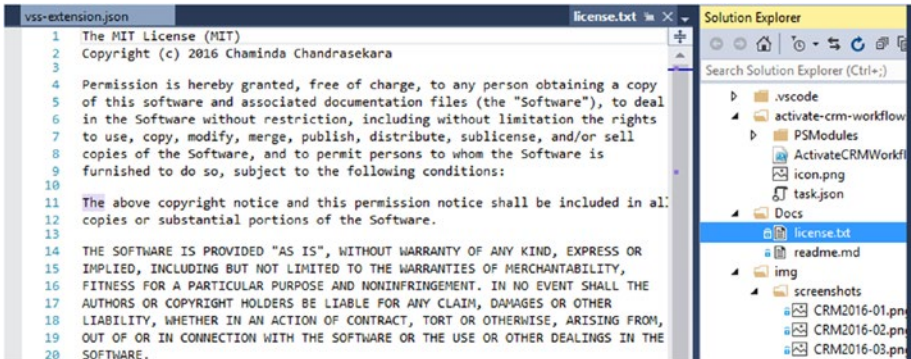 vss-extension.json
license.txt
1 The MIT License (MIT)
2 Copyright (c) 2016 Chaminda Chandrasekara
3
4 Permission is hereby granted, free of charge, to any person obtaining a copy
5 of this software and associated documentation files (the "Software"), to deal
6 in the Software without restriction, including without limitation the rights
7 to use, copy, modify, merge, publish, distribute, sublicense, and/or sell
8 copies of the Software, and to permit persons to whom the Software is
9 furnished to do so, subject to the following conditions:
10
11 The above copyright notice and this permission notice shall be included in all
12 copies or substantial portions of the Software.
13
14 THE SOFTWARE IS PROVIDED "AS IS", WITHOUT WARRANTY OF ANY KIND, EXPRESS OR
15 IMPLIED, INCLUDING BUT NOT LIMITED TO THE WARRANTIES OF MERCHANTABILITY,
16 FITNESS FOR A PARTICULAR PURPOSE AND NONINFRINGEMENT. IN NO EVENT SHALL THE
17 AUTHORS OR COPYRIGHT HOLDERS BE LIABLE FOR ANY CLAIM, DAMAGES OR OTHER
18 LIABILITY, WHETHER IN AN ACTION OF CONTRACT, TORT OR OTHERWISE, ARISING FROM,
19 OUT OF OR IN CONNECTION WITH THE SOFTWARE OR THE USE OR OTHER DEALINGS IN THE
20 SOFTWARE.
Solution Explorer
Search Solution Explorer (Ctrl+;)
.vscode
activate-crm-workflow
PSModules
ActivateCRMWorkfl
icon.png
task.json
Docs
license.txt
readme.md
img
screenshots
CRM2016-01.png
CRM2016-02.png
CRM2016-03.png